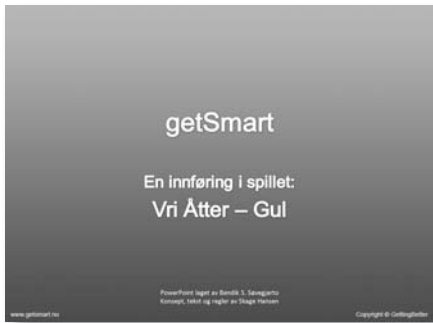 getSmart
En innføring i spillet:
Vri Åtter – Gul
PowerPoint laget av Bendik S. Søvegjarto
Konsept, tekst og regler av Skage Hansen
www.getsmart.no
Copyright © GettingBetter